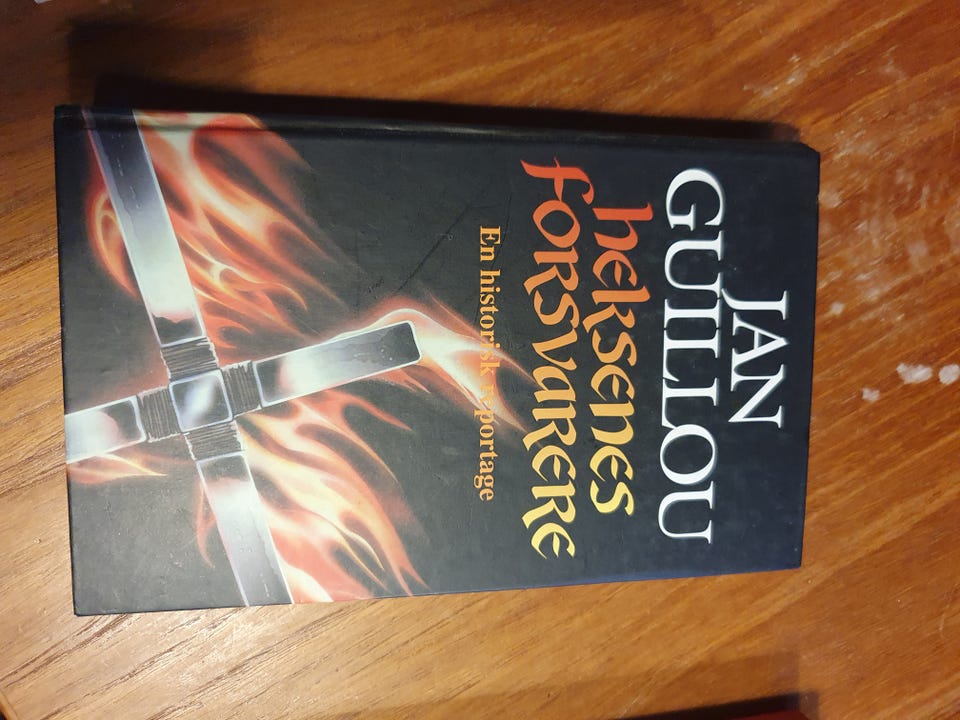 JAN
GUILLOU
heksenes
forsvarere
En historisk reportage